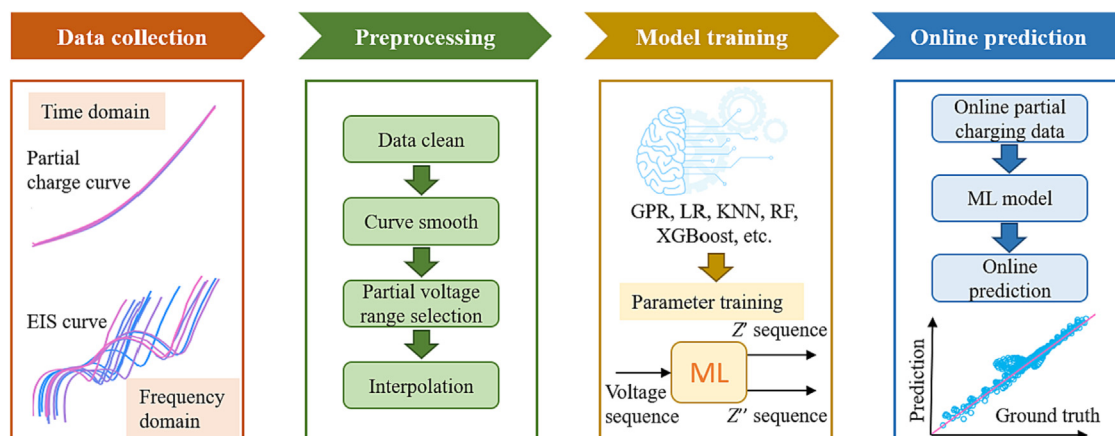 Data collection
Preprocessing
Model training
Online prediction
Time domain
Partial
charge curve
EIS curve
Frequency
domain
Data clean
Curve smooth
Partial voltage
range selection
Interpolation
GPR, LR, KNN, RF,
XGBoost, etc.
Parameter training
Z' sequence
ML
Voltage
sequence
Z'' sequence
Online partial
charging data
ML model
Online
prediction
Prediction
Ground truth